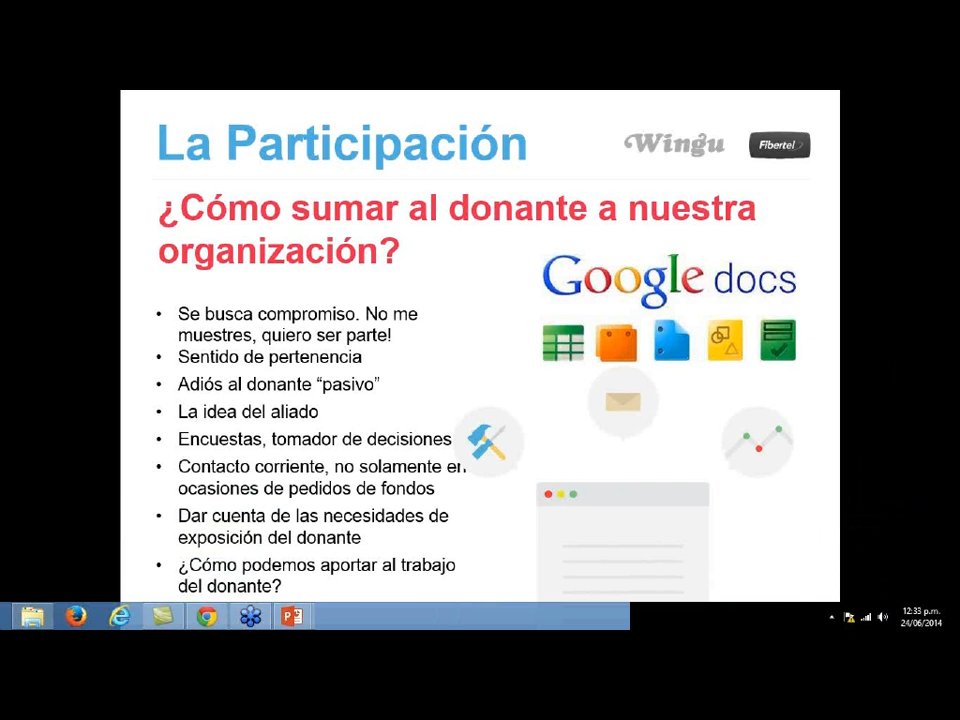 La Participación
Wingu
Fibertel
¿Cómo sumar al donante a nuestra
organización?
Google docs
• Se busca compromiso. No me
muestres, quiero ser parte!
• Sentido de pertenencia
• Adiós al donante “pasivo”
• La idea del aliado
• Encuestas, tomador de decisiones
• Contacto corriente, no solamente en
ocasiones de pedidos de fondos
• Dar cuenta de las necesidades de
exposición del donante
• ¿Cómo podemos aportar al trabajo
del donante?
12:33 p.m.
24/06/2014